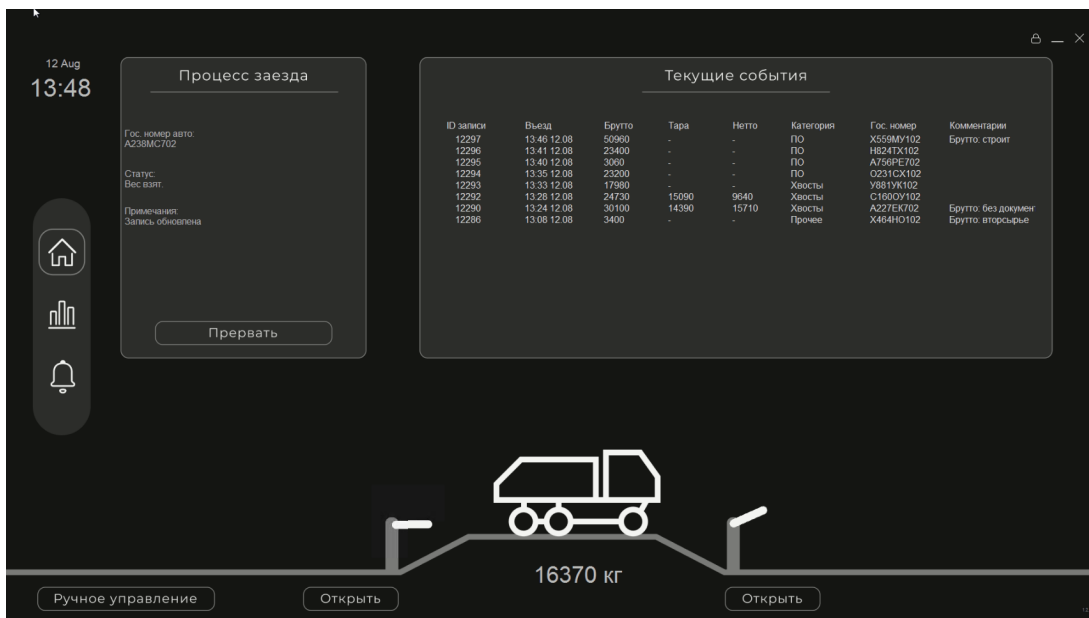 12 Aug
13:48
Процесс заезда
Гос. номер авто:
А238МС702
Статус:
Вес взят.
Примечания:
Запись обновлена
Прервать
Текущие события
ID записи Въезд Брутто Тара Нетто Категория Гос. номер Комментарии
12297 13:46 12.08 50960 - - ПО Х559МУ102 Брутто: строит
12296 13:41 12.08 23400 - - ПО Н824ТХ102
12295 13:40 12.08 3060 - - ПО А756РЕ702
12294 13:35 12.08 23200 - - ПО О231СХ102
12293 13:33 12.08 17980 - - Хвосты У881УК102
12292 13:28 12.08 24730 15090 9640 Хвосты С160ОУ102
12290 13:24 12.08 30100 14390 15710 Хвосты А227ЕК702 Брутто: без докумен
12286 13:08 12.08 3400 - - Прочее Х464НО102 Брутто: вторсырье
16370 кг
Ручное управление
Открыть
Открыть